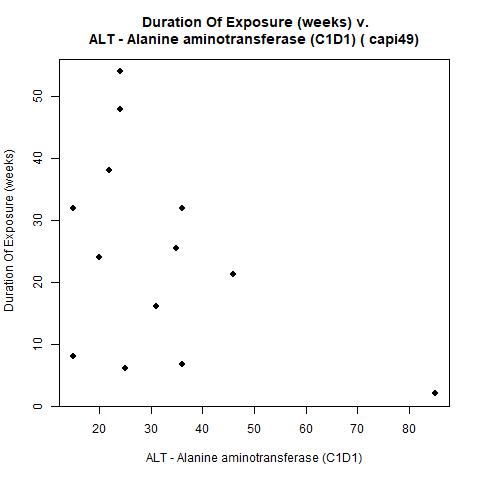 Duration Of Exposure (weeks) v.
ALT - Alanine aminotransferase (C1D1) ( capi49)
Duration Of Exposure (weeks)
50
40
30
20
10
0
20 30 40 50 60 70 80
ALT - Alanine aminotransferase (C1D1)